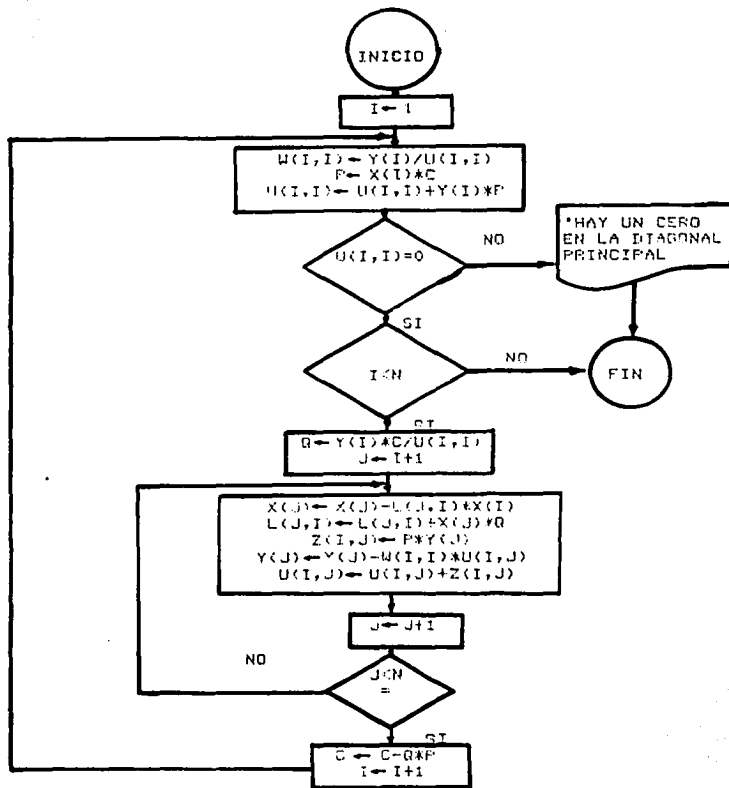 INICIO
I← 1
W(I,I)← Y(I)/U(I,I)
P← X(I)*C
U(I,I)← U(I,I)+Y(I)*P
U(I,I)=0
NO
"HAY UN CERO
EN LA DIAGONAL
PRINCIPAL
SI
I<N
NO
FIN
SI
Q← Y(I)*C/U(I,I)
J← I+1
X(J)← X(J)-L(J,I)*X(I)
L(J,I)← L(J,I)+X(J)*Q
Z(I,J)← P*Y(J)
Y(J)← Y(J)-W(I,I)*U(I,J)
U(I,J)← U(I,J)+Z(I,J)
J← J+1
NO
J<N
=
SI
C ← C-Q*P
I← I+1